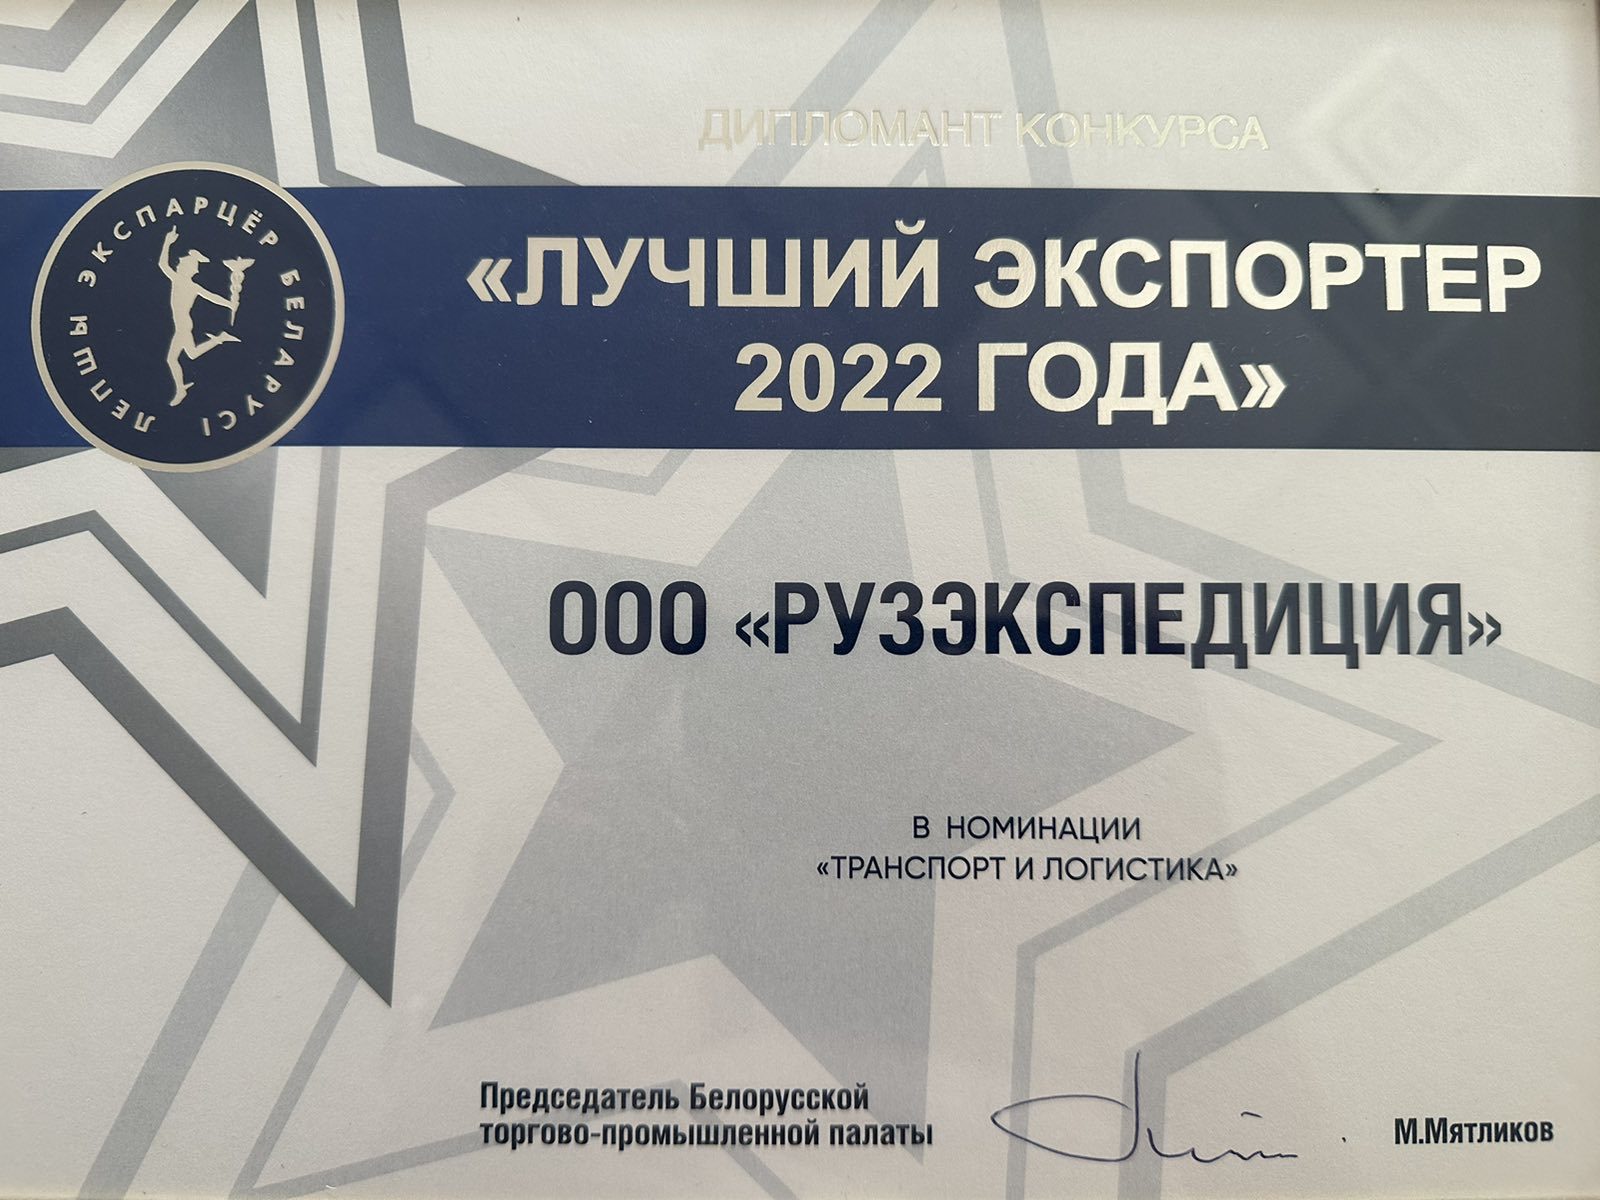 ДИПЛОМАНТ КОНКУРСА
ЛЕПШЫ ЭКСПАРЦЁР БЕЛАРУСІ
«ЛУЧШИЙ ЭКСПОРТЕР
2022 ГОДА»
ООО «РУЗЭКСПЕДИЦИЯ»
В НОМИНАЦИИ
«ТРАНСПОРТ И ЛОГИСТИКА»
Председатель Белорусской
торгово-промышленной палаты
М.Мятликов